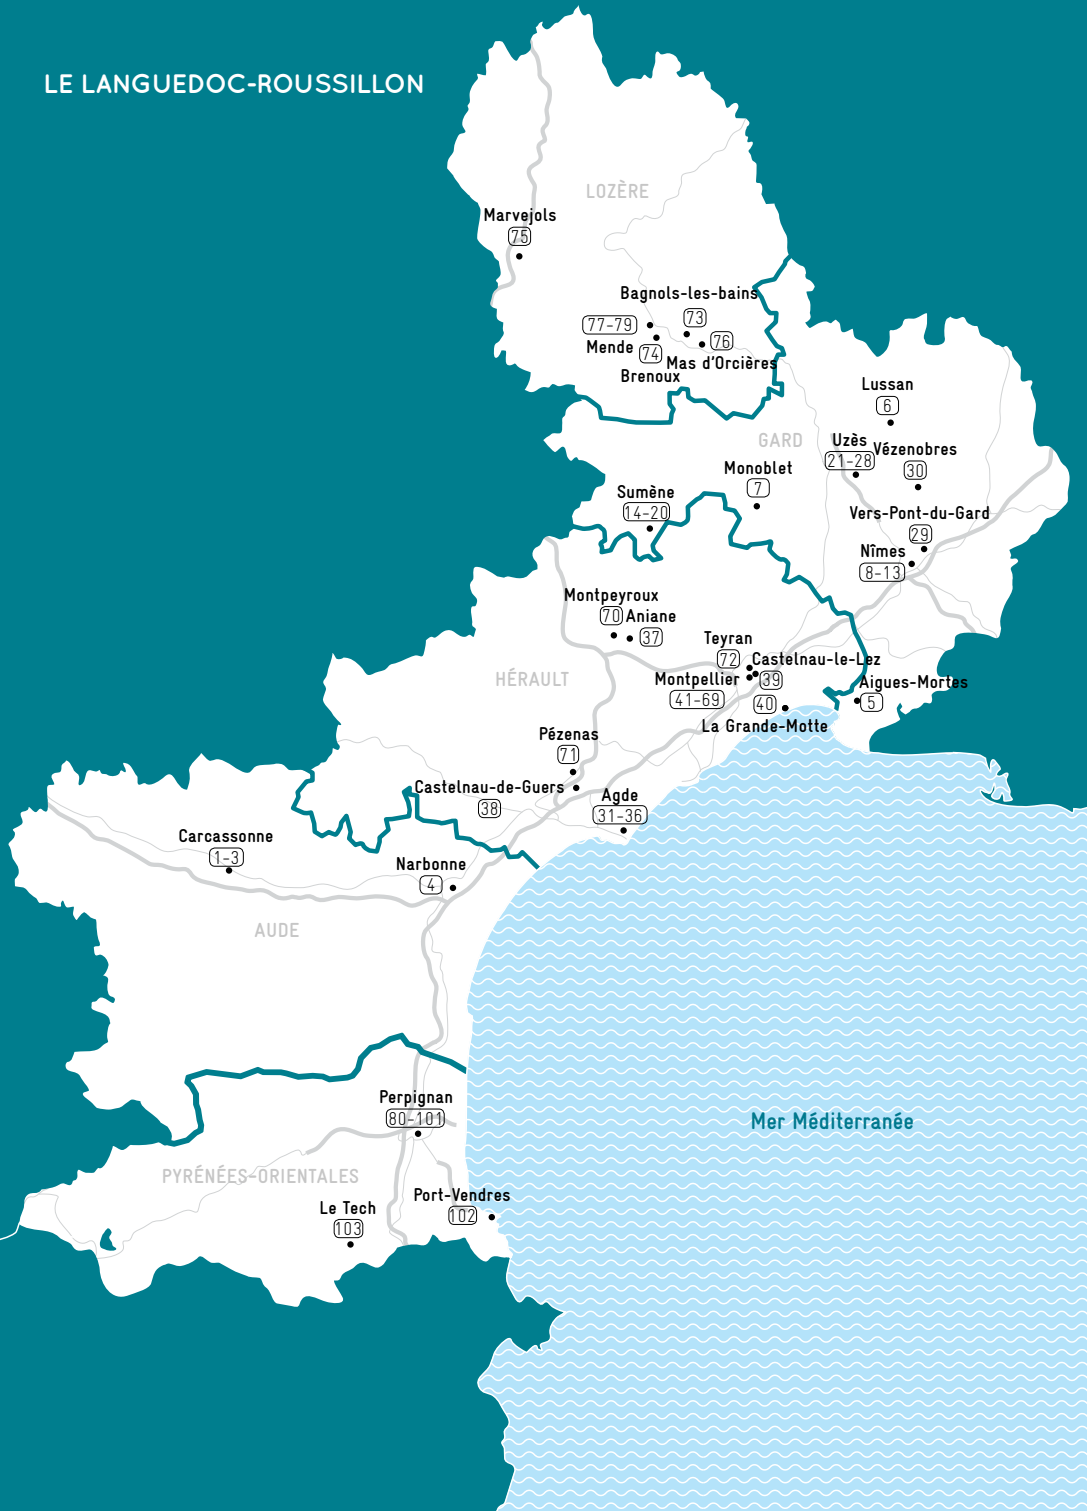 LE LANGUEDOC-ROUSSILLON
LOZÈRE
Marvejols
75
Bagnols-les-bains
73
77-79
76
Mende
74
Mas d'Orcières
Brenoux
Lussan
6
GARD
Uzès
21-28
Vézenobres
30
Monoblet
7
Sumène
14-20
Vers-Pont-du-Gard
29
Nîmes
8-13
Montpeyroux
70
Aniane
37
Teyran
72
Castelnau-le-Lez
39
HÉRAULT
Montpellier
41-69
Aigues-Mortes
5
40
La Grande-Motte
Pézenas
71
Castelnau-de-Guers
38
Agde
31-36
Carcassonne
1-3
Narbonne
4
AUDE
Perpignan
80-101
Mer Méditerranée
PYRÉNÉES-ORIENTALES
Port-Vendres
102
Le Tech
103